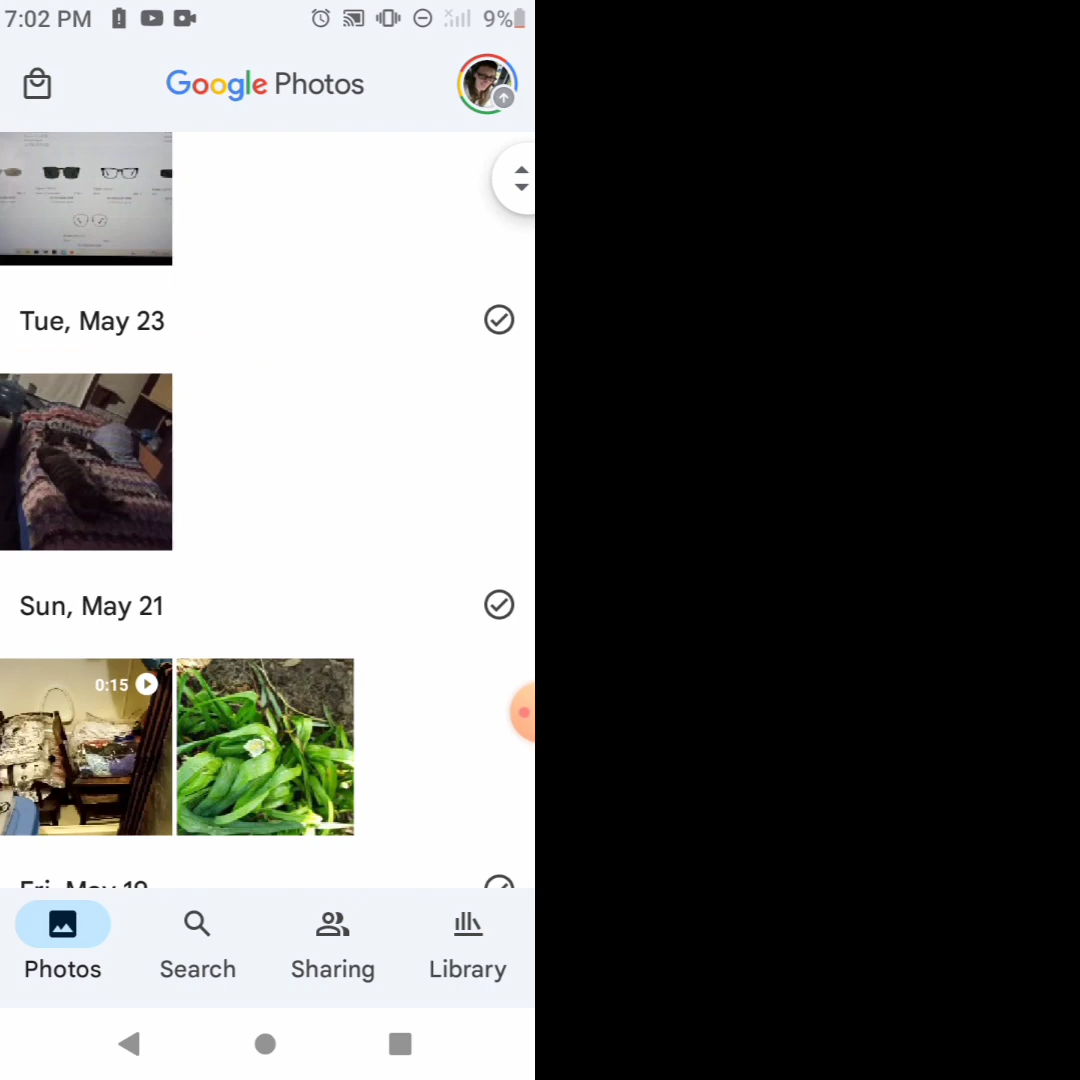 7:02 PM
9%
Google Photos
Tue, May 23
Sun, May 21
0:15
Fri, May 19
Photos
Search
Sharing
Library